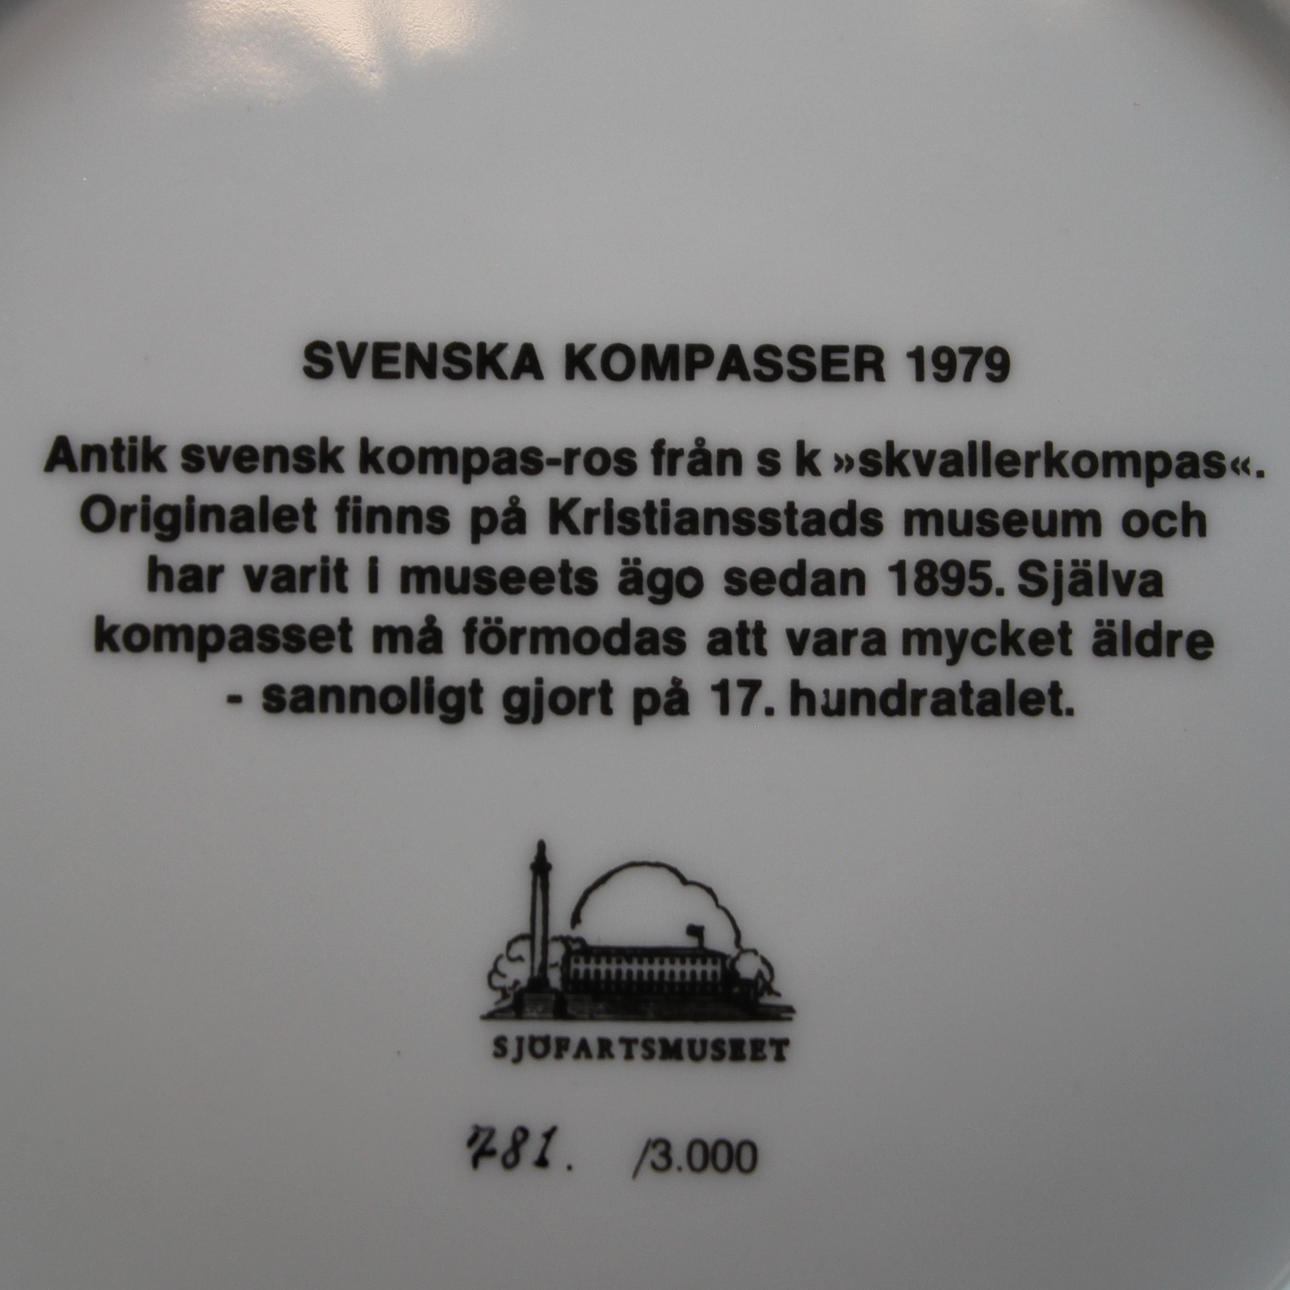 SVENSKA KOMPASSER 1979
Antik svensk kompas-ros från s k »skvallerkompas«.
Originalet finns på Kristiansstads museum och
har varit i museets ägo sedan 1895. Själva
kompasset må förmodas att vara mycket äldre
- sannoligt gjort på 17. hundratalet.
SJÖFARTSMUSEET
781. /3.000